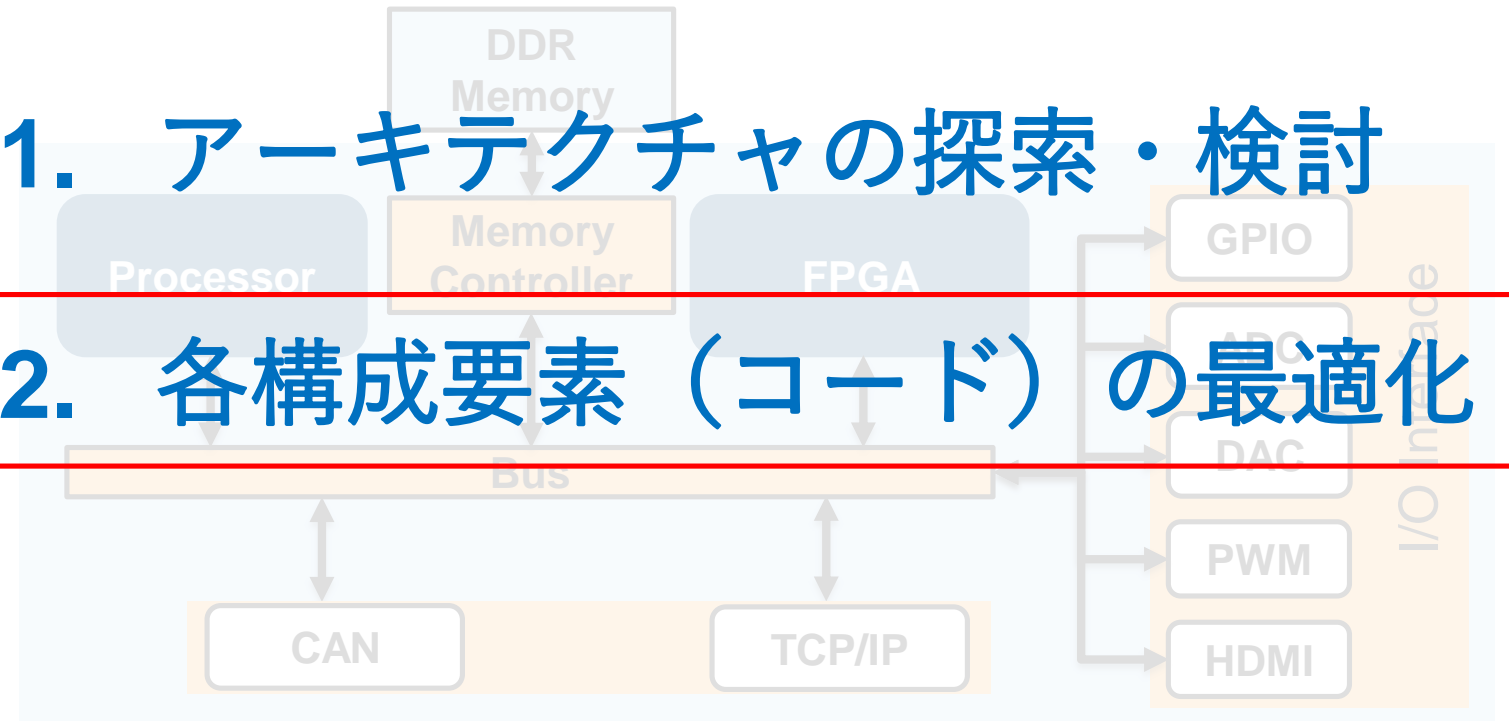 DDR
Memory
1. アーキテクチャの探索・検討
Processor
Memory
Controller
FPGA
GPIO
2. 各構成要素（コード）の最適化
ADC
DAC
I/O Interface
Bus
PWM
CAN
TCP/IP
HDMI